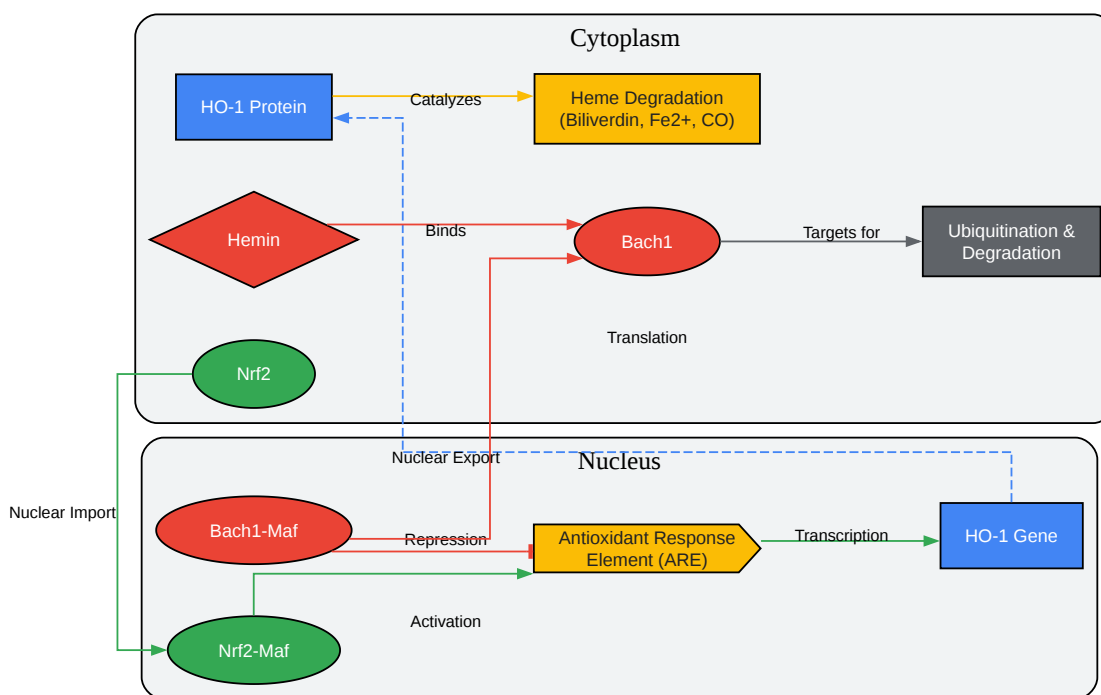 Cytoplasm
HO-1 Protein
Catalyzes
Heme Degradation
(Biliverdin, Fe2+, CO)
Hemin
Binds
Bach1
Targets for
Ubiquitination &
Degradation
Translation
Nrf2
Nuclear Export
Nucleus
Nuclear Import
Bach1-Maf
Repression
Antioxidant Response
Element (ARE)
Transcription
HO-1 Gene
Activation
Nrf2-Maf